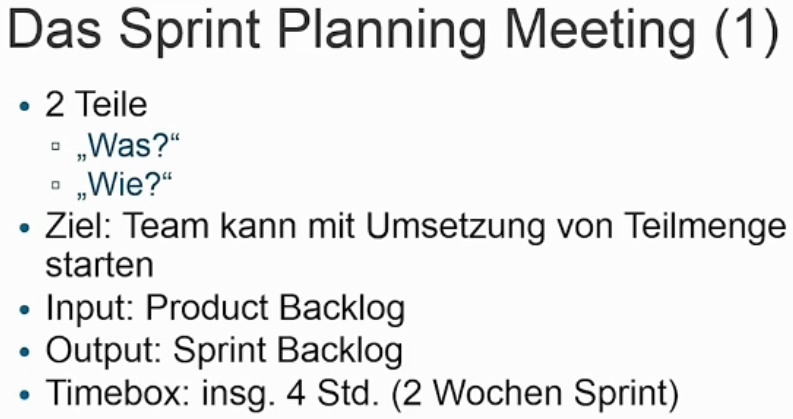 Das Sprint Planning Meeting (1)
• 2 Teile
▫ „Was?“
▫ „Wie?“
• Ziel: Team kann mit Umsetzung von Teilmenge
starten
• Input: Product Backlog
• Output: Sprint Backlog
• Timebox: insg. 4 Std. (2 Wochen Sprint)